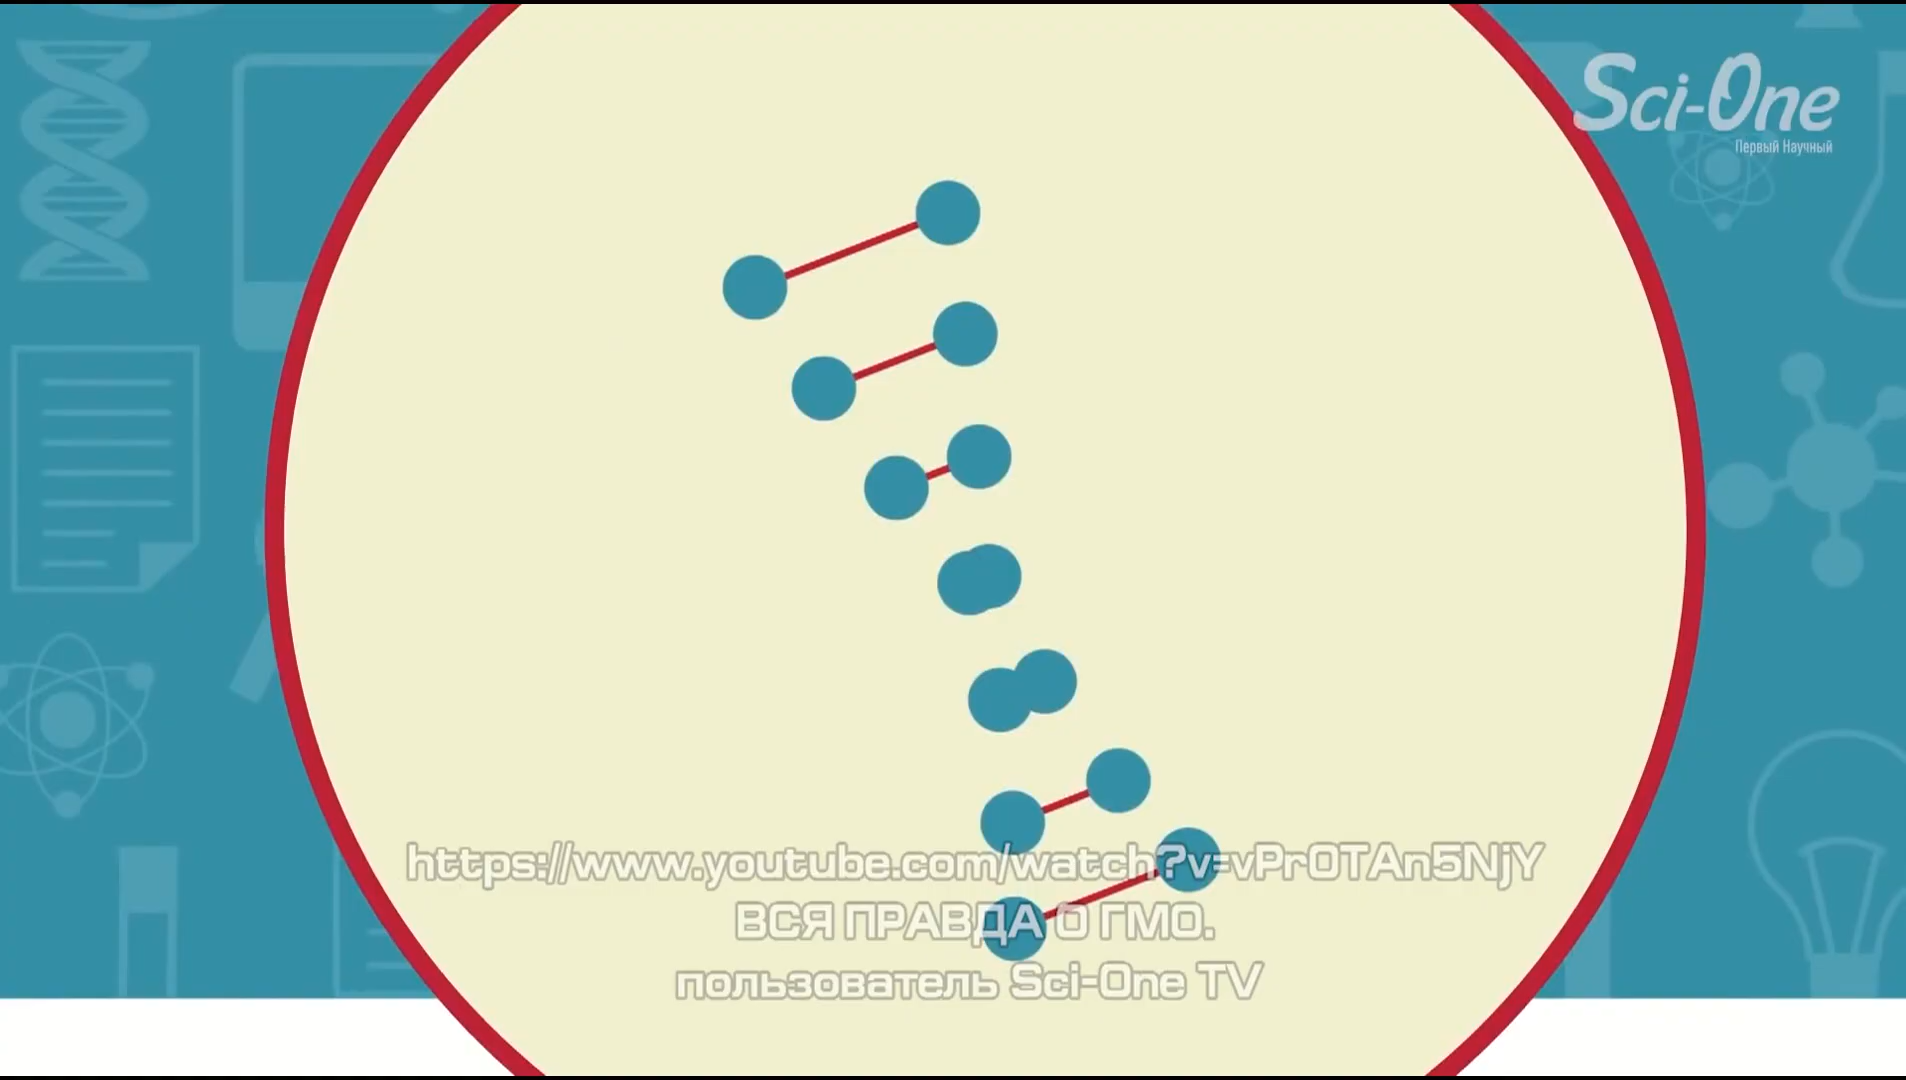 Sci-One
Первый Научный
https://www.youtube.com/watch?v=vPrOTAn5NjY
ВСЯ ПРАВДА О ГМО.
пользователь Sci-One TV